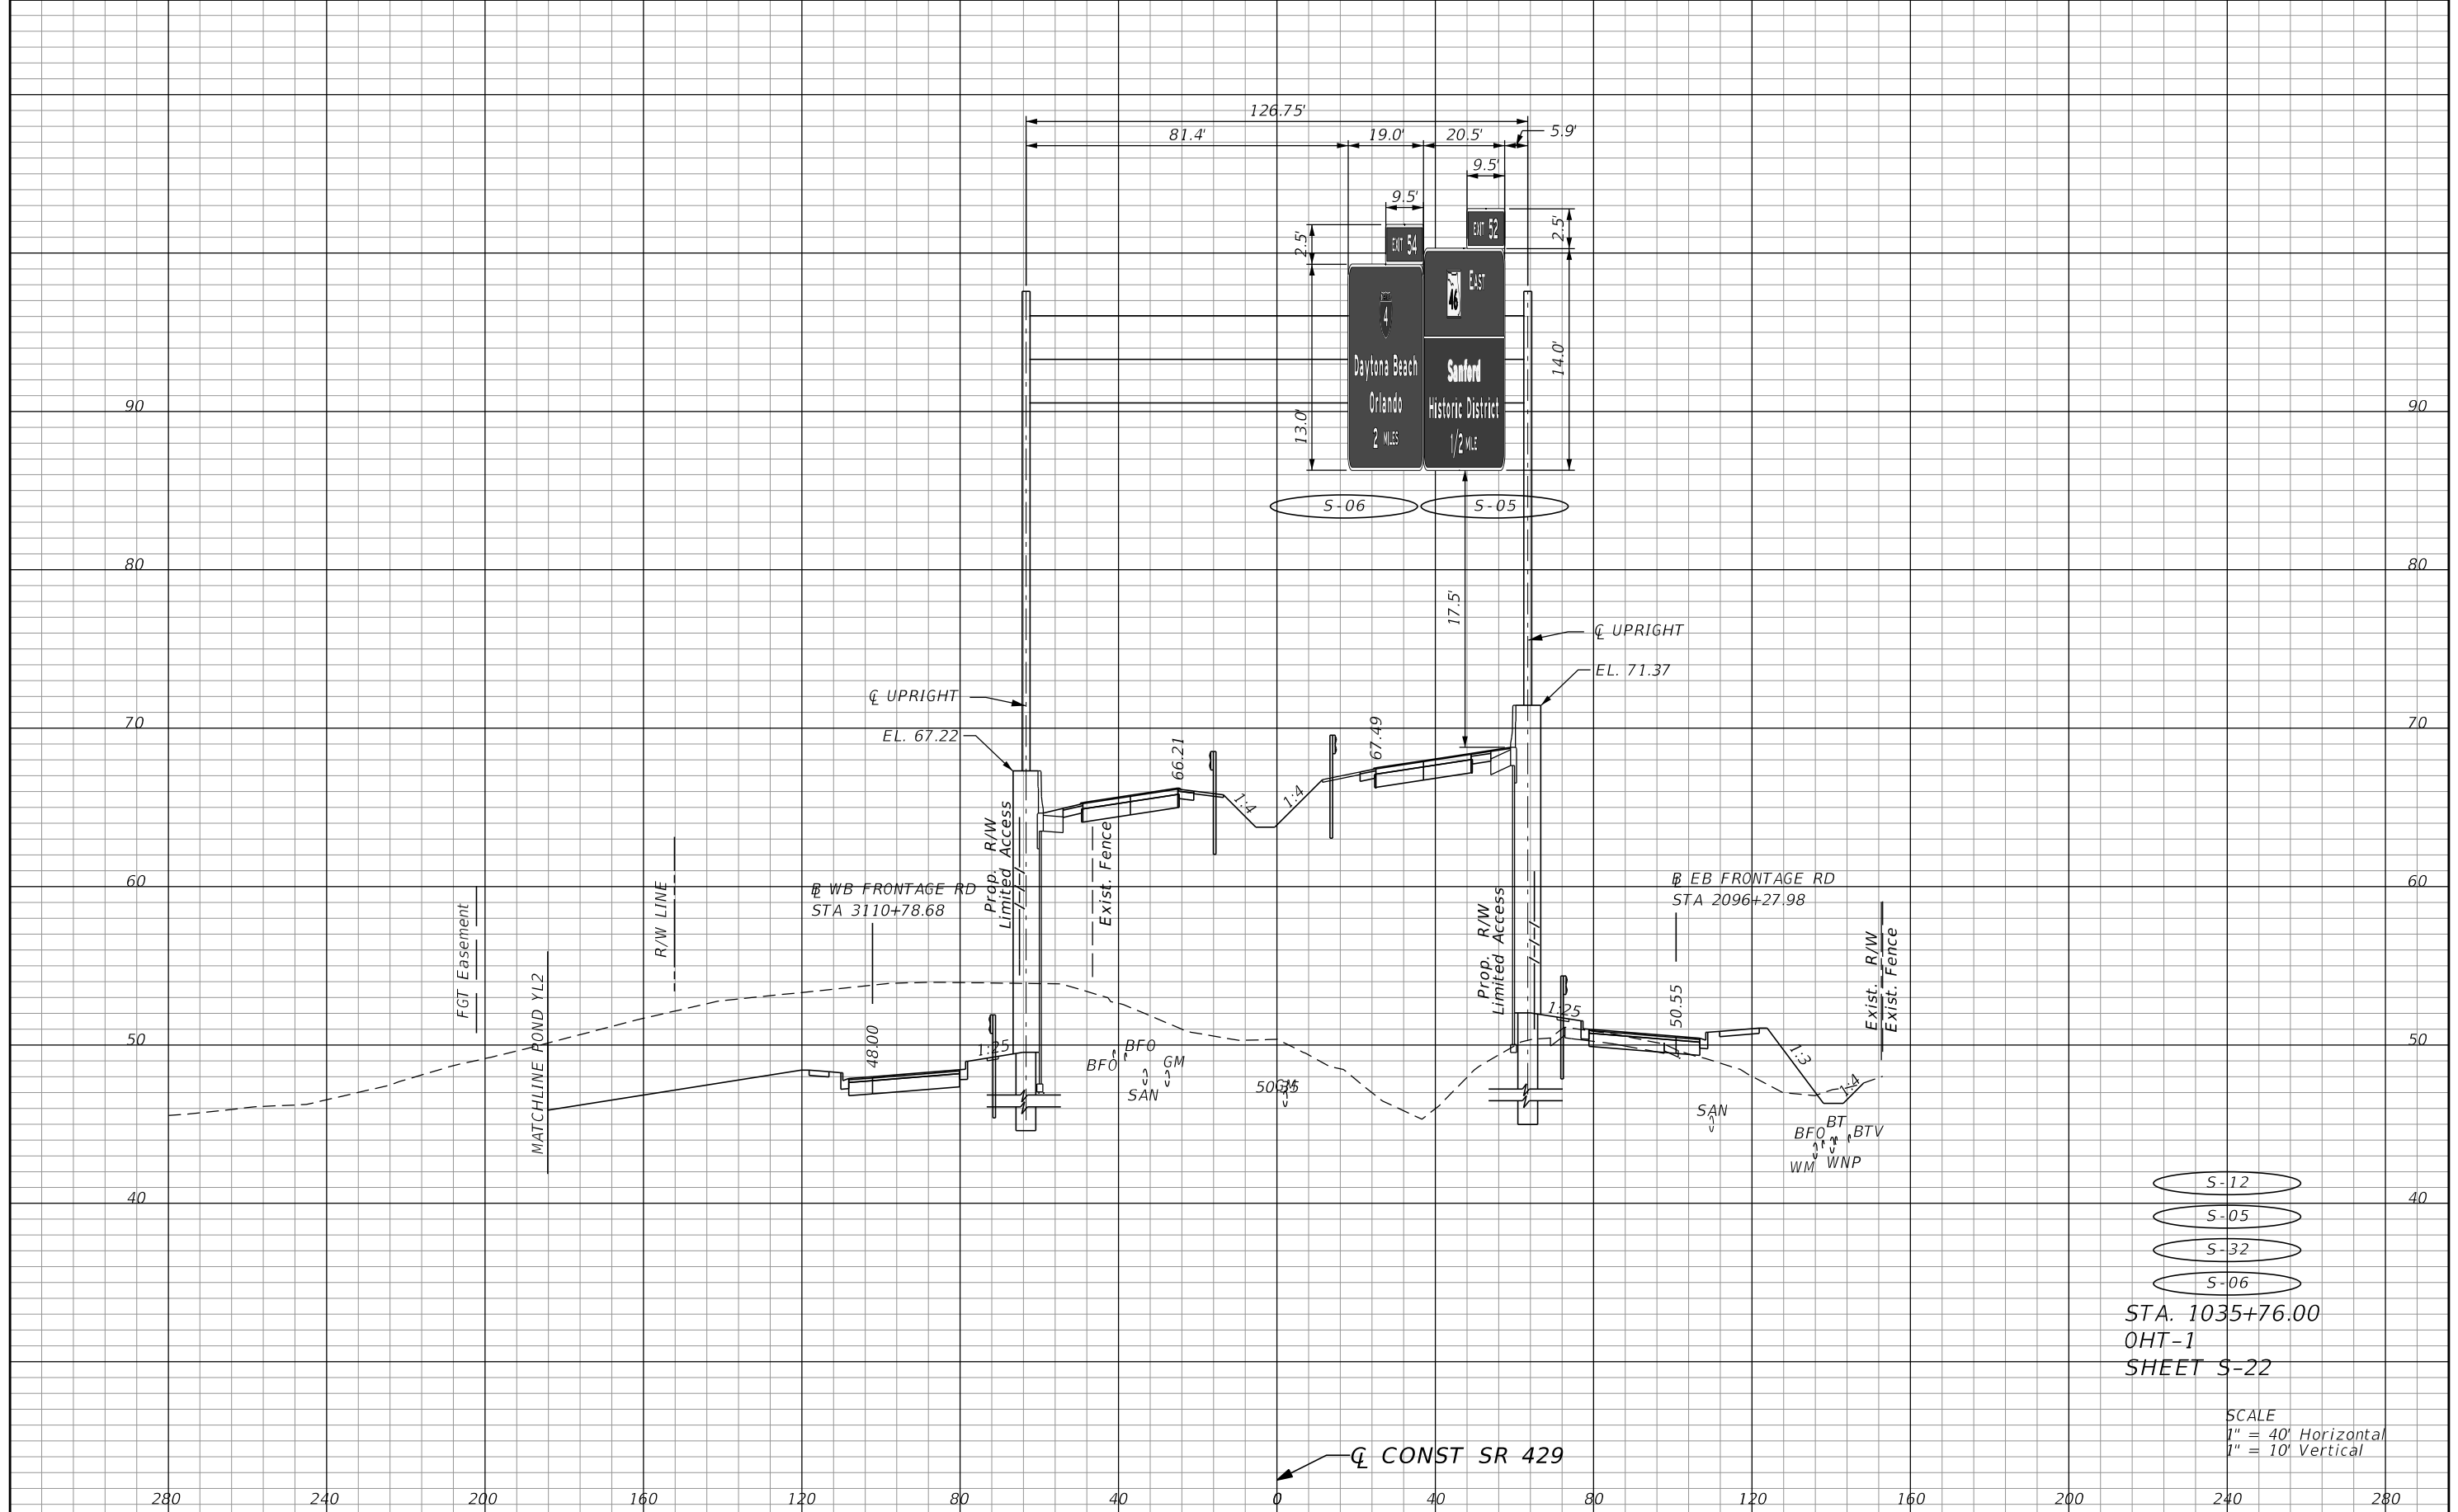 126.75'
81.4'
19.0'
20.5'
5.9'
9.5'
9.5'
2.5'
2.5'
EXIT 54
EXIT 52
46
EAST
4
Daytona Beach
Orlando
2 MILES
Sanford
Historic District
1/2 MILE
13.0'
14.0'
S-06
S-05
17.5'
90
90
80
80
70
70
60
60
50
50
40
40
℄ UPRIGHT
EL. 71.37
℄ UPRIGHT
EL. 67.22
66.21
67.49
1:4
1:4
Prop. R/W
Limited Access
Exist. Fence
FGT Easement
MATCHLINE POND YL2
R/W LINE
B WB FRONTAGE RD
STA 3110+78.68
48.00
1:25
BFO
BFO
GM
SAN
50.35
GM
Prop. R/W
Limited Access
1:25
B EB FRONTAGE RD
STA 2096+27.98
50.55
Exist. R/W
Exist. Fence
1:3
1:4
SAN
BFO
BT
BTV
WM
WNP
S-12
S-05
S-32
S-06
STA. 1035+76.00
OHT-1
SHEET S-22
SCALE
1" = 40' Horizontal
1" = 10' Vertical
℄ CONST SR 429
280 240 200 160 120 80 40 0 40 80 120 160 200 240 280